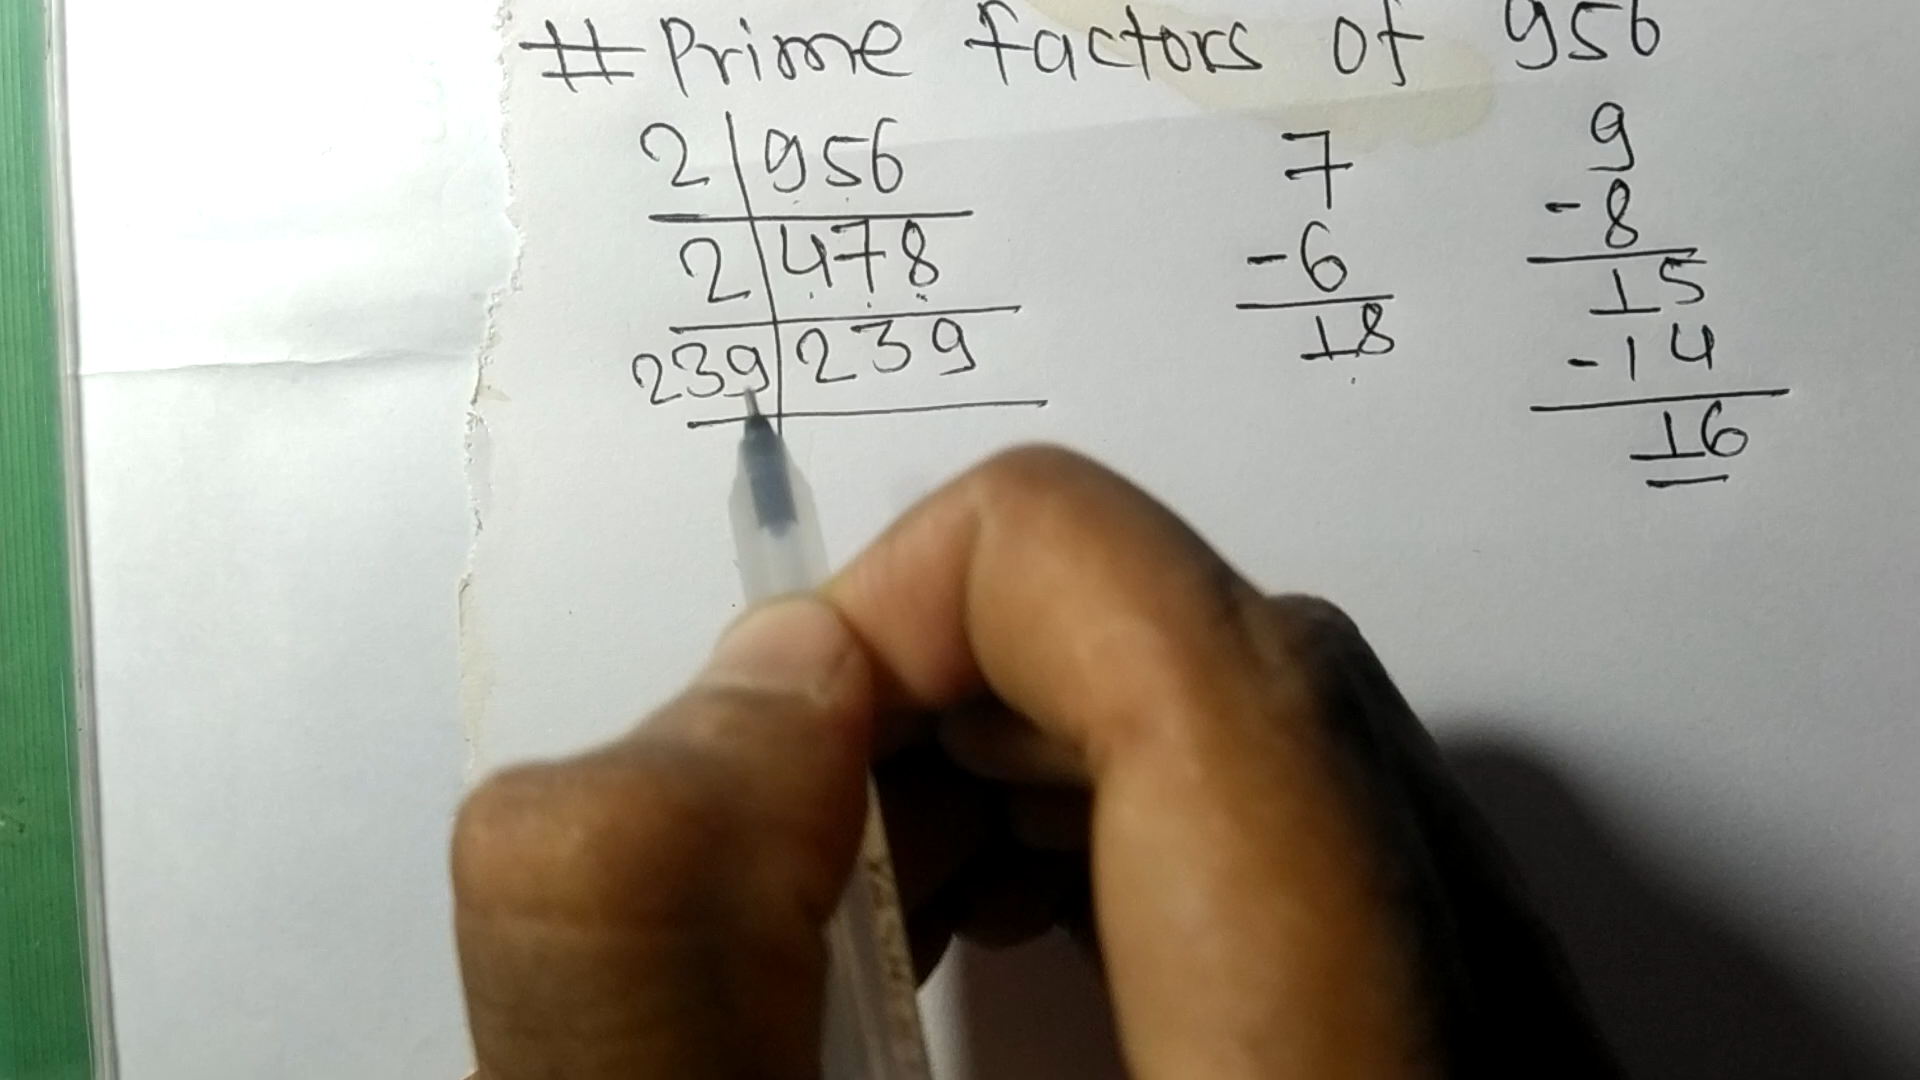 # Prime factors of 956
2 | 956
2 | 478
239 | 239
7
-6
18
9
-8
15
-14
16